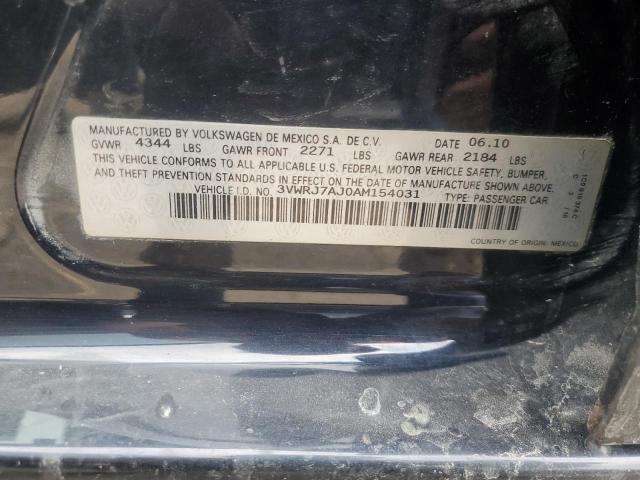 MANUFACTURED BY VOLKSWAGEN DE MEXICO S.A. DE C.V. DATE 06.10
GVWR 4344 LBS GAWR FRONT 2271 LBS GAWR REAR 2184 LBS
THIS VEHICLE CONFORMS TO ALL APPLICABLE U.S. FEDERAL MOTOR VEHICLE SAFETY, BUMPER,
AND THEFT PREVENTION STANDARDS IN EFFECT ON THE DATE OF MANUFACTURE SHOWN ABOVE.
VEHICLE I.D. NO. 3VWRJ7AJ0AM154031 TYPE: PASSENGER CAR
COUNTRY OF ORIGIN: MEXICO